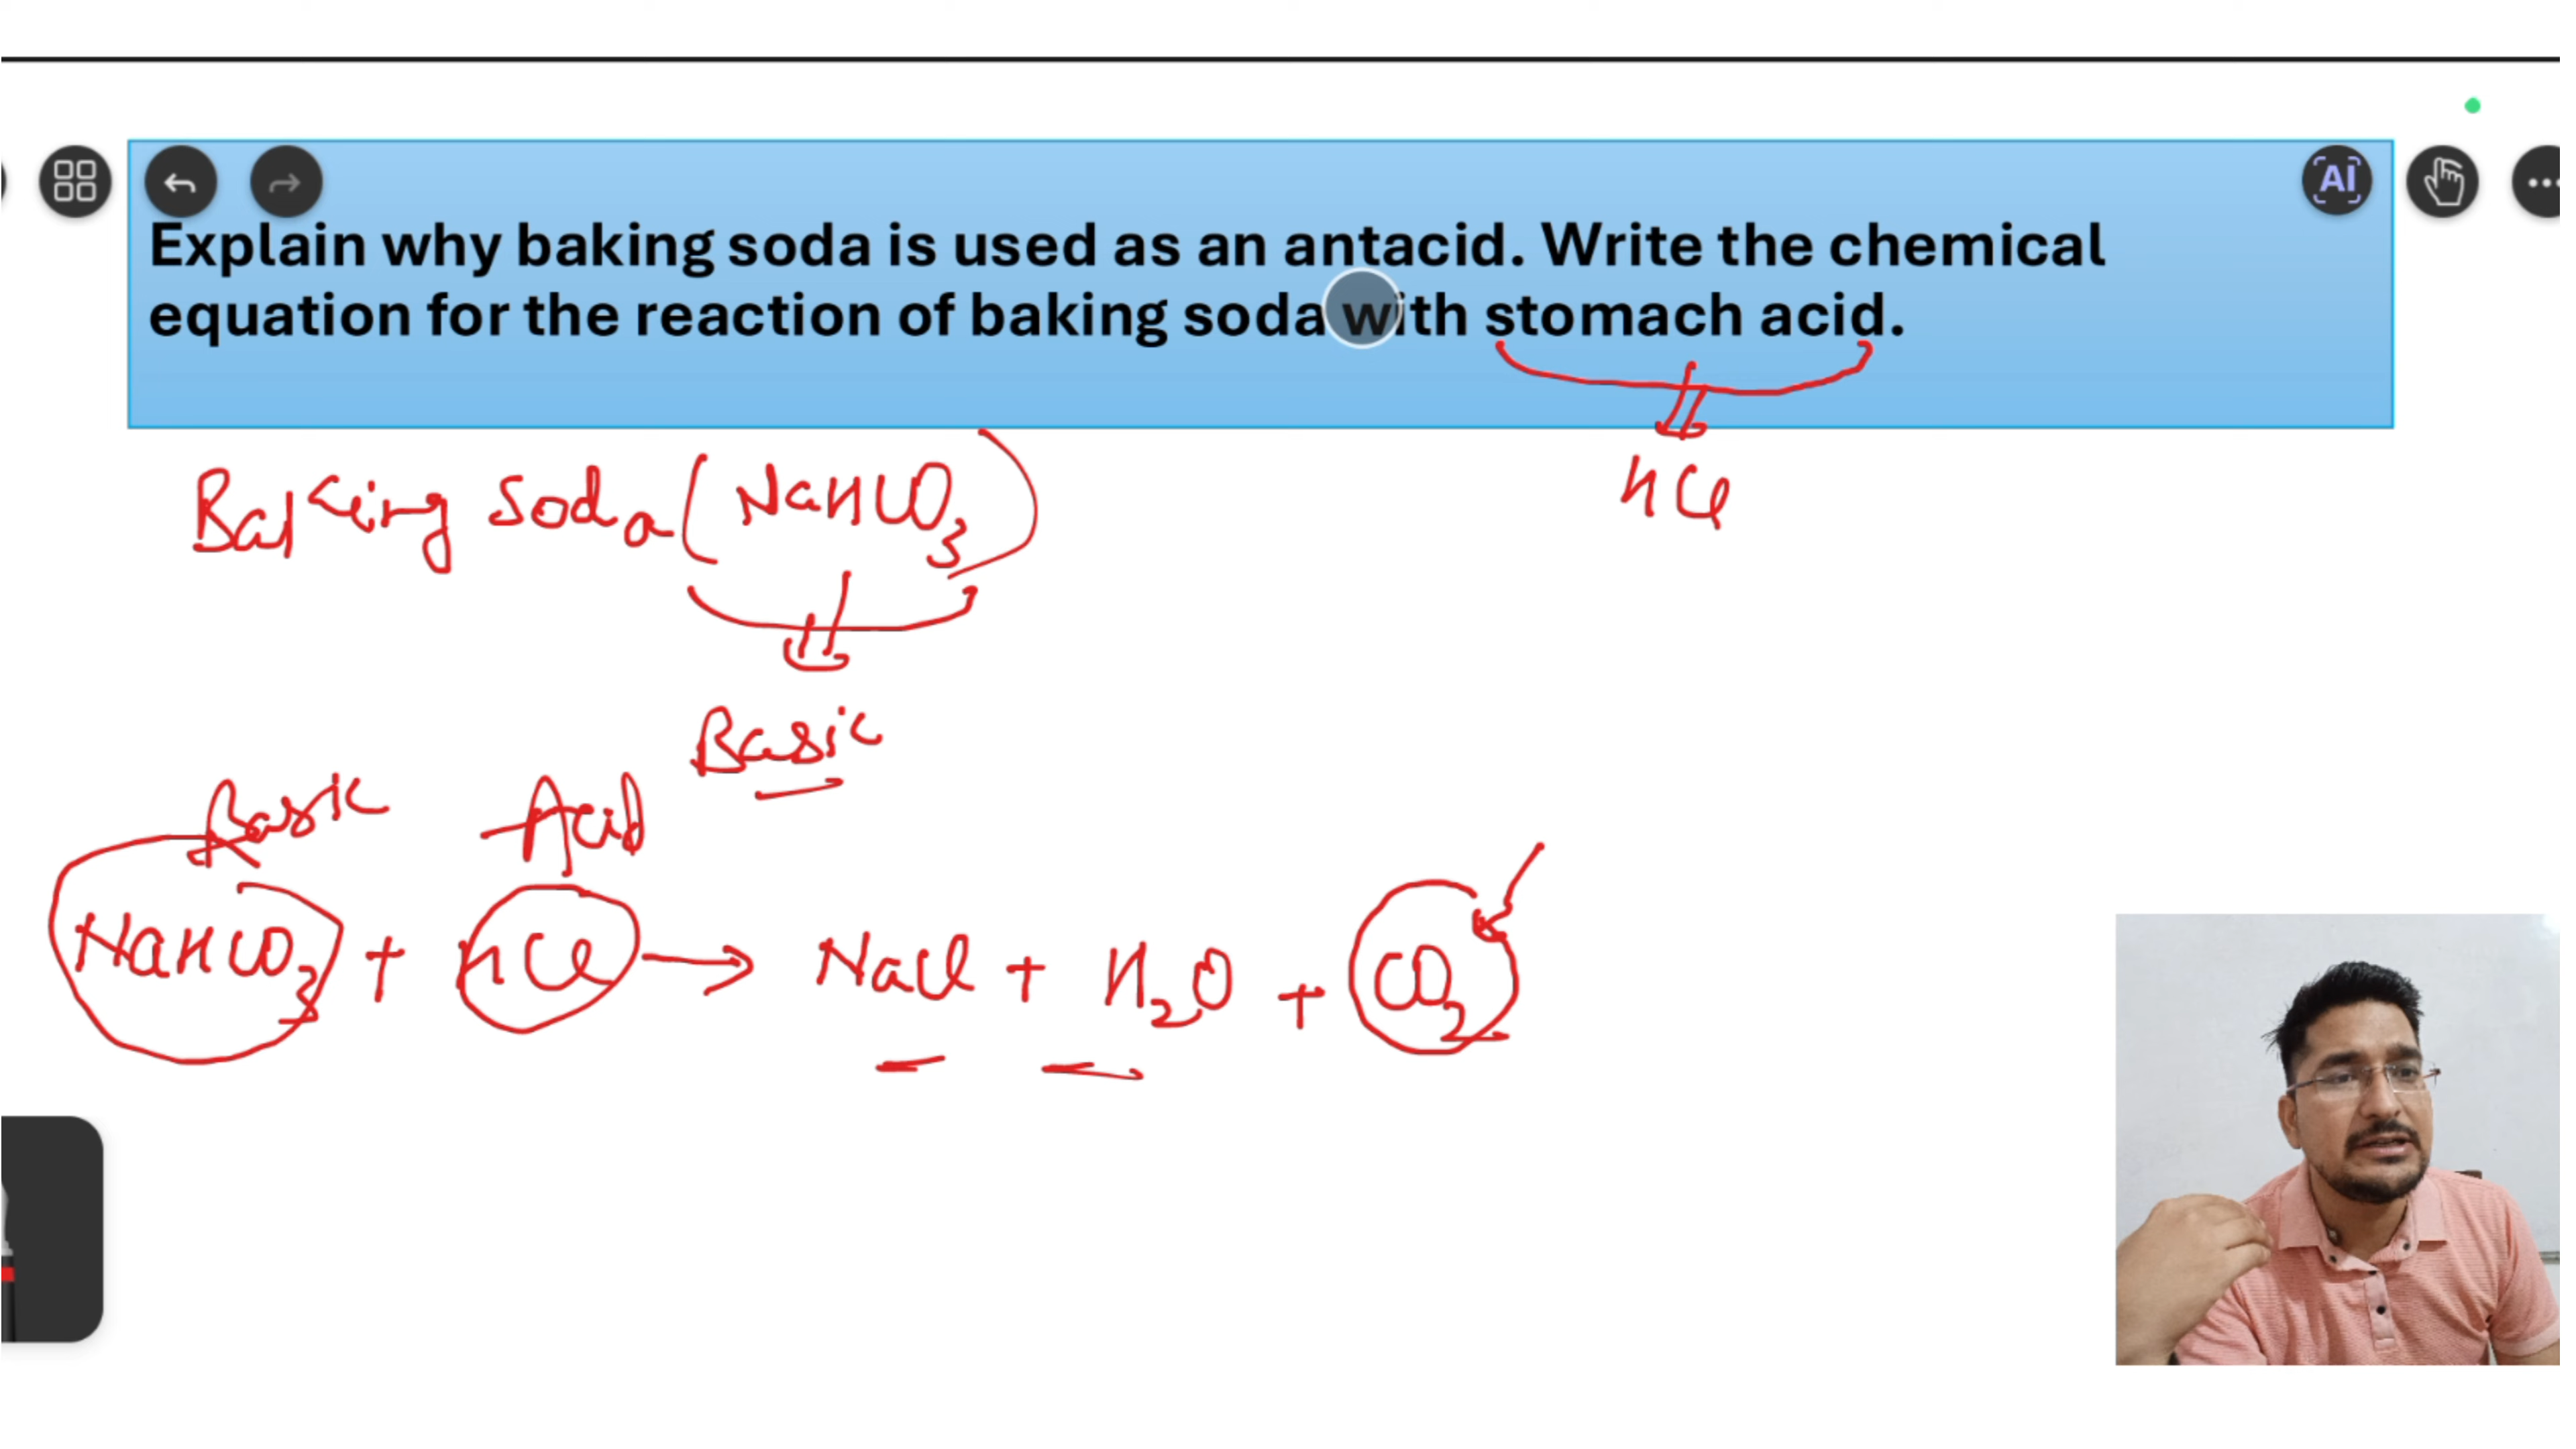 AI
Explain why baking soda is used as an antacid. Write the chemical
equation for the reaction of baking soda with stomach acid.
HCl
Baking Soda (NaHCO3)
Basic
Basic Acid
NaHCO3 + HCl → NaCl + H2O + CO2